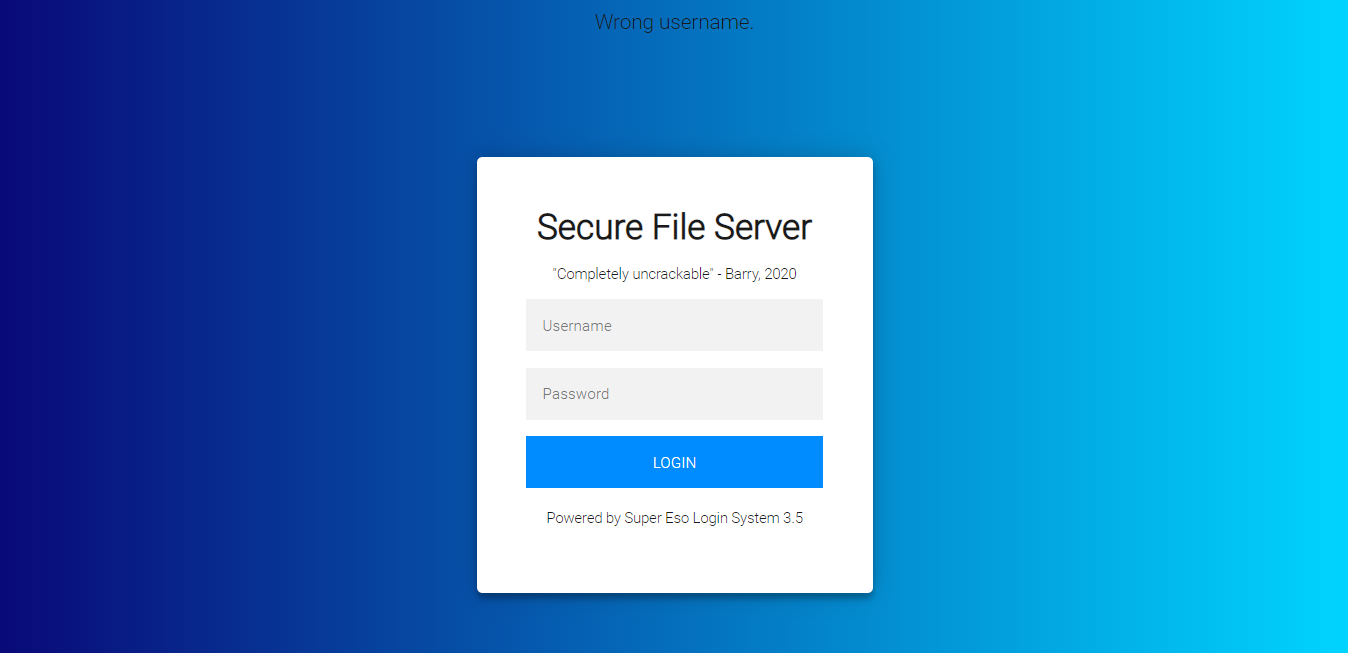 Wrong username.
Secure File Server
"Completely uncrackable" - Barry, 2020
Username
Password
LOGIN
Powered by Super Eso Login System 3.5